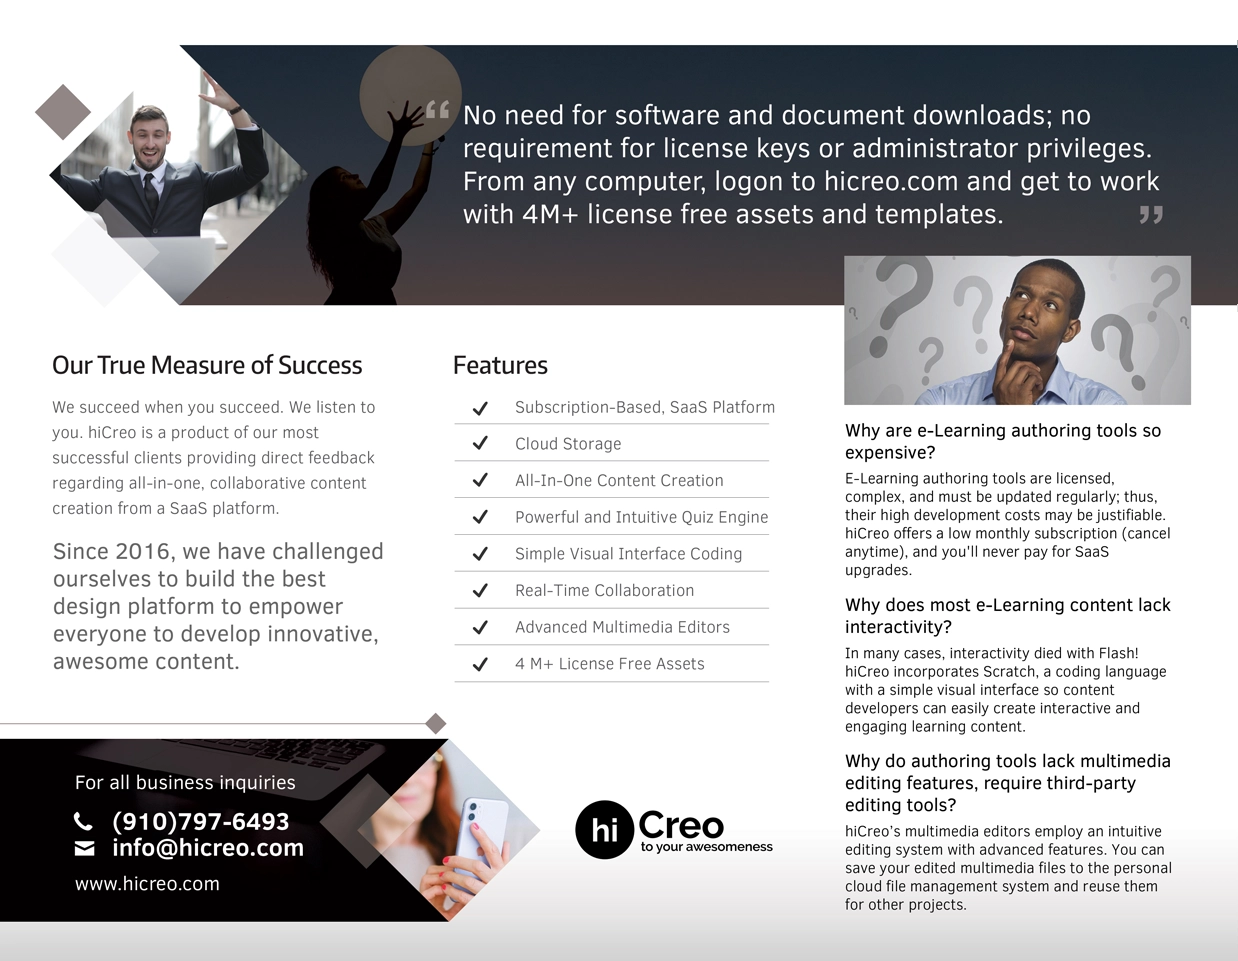 “ No need for software and document downloads; no
requirement for license keys or administrator privileges.
From any computer, logon to hicreo.com and get to work
with 4M+ license free assets and templates. ”
Our True Measure of Success
We succeed when you succeed. We listen to
you. hiCreo is a product of our most
successful clients providing direct feedback
regarding all-in-one, collaborative content
creation from a SaaS platform.
Since 2016, we have challenged
ourselves to build the best
design platform to empower
everyone to develop innovative,
awesome content.
Features
Subscription-Based, SaaS Platform
Cloud Storage
All-In-One Content Creation
Powerful and Intuitive Quiz Engine
Simple Visual Interface Coding
Real-Time Collaboration
Advanced Multimedia Editors
4 M+ License Free Assets
Why are e-Learning authoring tools so
expensive?
E-Learning authoring tools are licensed,
complex, and must be updated regularly; thus,
their high development costs may be justifiable.
hiCreo offers a low monthly subscription (cancel
anytime), and you'll never pay for SaaS
upgrades.
Why does most e-Learning content lack
interactivity?
In many cases, interactivity died with Flash!
hiCreo incorporates Scratch, a coding language
with a simple visual interface so content
developers can easily create interactive and
engaging learning content.
Why do authoring tools lack multimedia
editing features, require third-party
editing tools?
hiCreo’s multimedia editors employ an intuitive
editing system with advanced features. You can
save your edited multimedia files to the personal
cloud file management system and reuse them
for other projects.
For all business inquiries
(910)797-6493
info@hicreo.com
www.hicreo.com
hi Creo
to your awesomeness